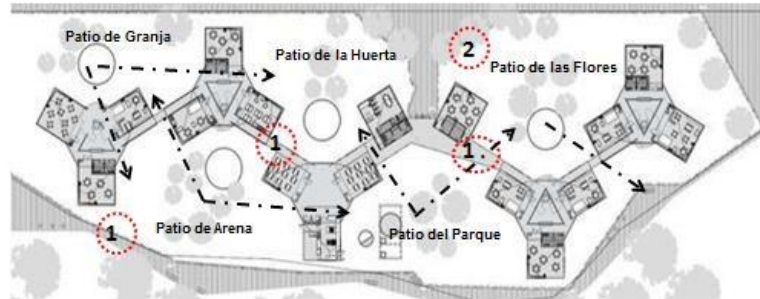 Patio de Granja
Patio de la Huerta
2
Patio de las Flores
1
1
1
Patio de Arena
Patio del Parque